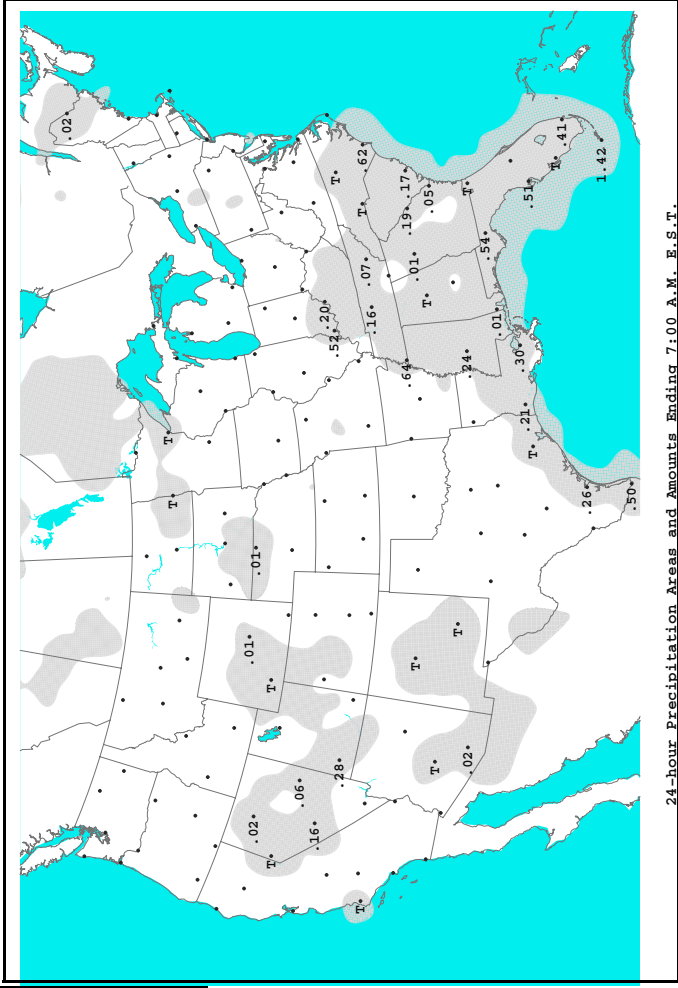 .02
T
T
.01
.02
.01
T
T
.06
.16
.20
.52
T
.28
T
T
.62
.07
.16
.64
.17
.19
.01
T
T
.05
T
T
.24
.02
T
.54
.01
.30
.21
.51
T
T
.41
.26
1.42
.50
24-hour Precipitation Areas and Amounts Ending 7:00 A.M. E.S.T.